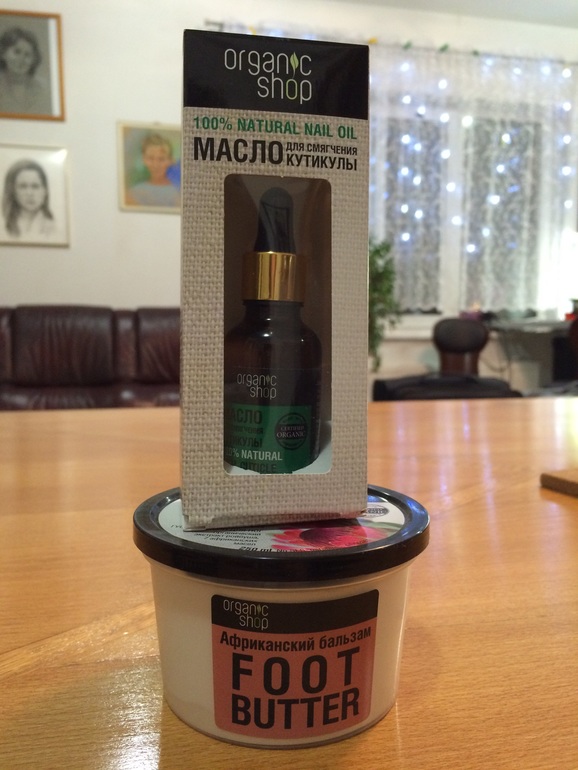 organic
shop
100% NATURAL NAIL OIL
МАСЛО ДЛЯ СМЯГЧЕНИЯ
КУТИКУЛЫ
organic
shop
CERTIFIED
ORGANIC
NATURAL
organic
shop
Африканский бальзам
FOOT
BUTTER